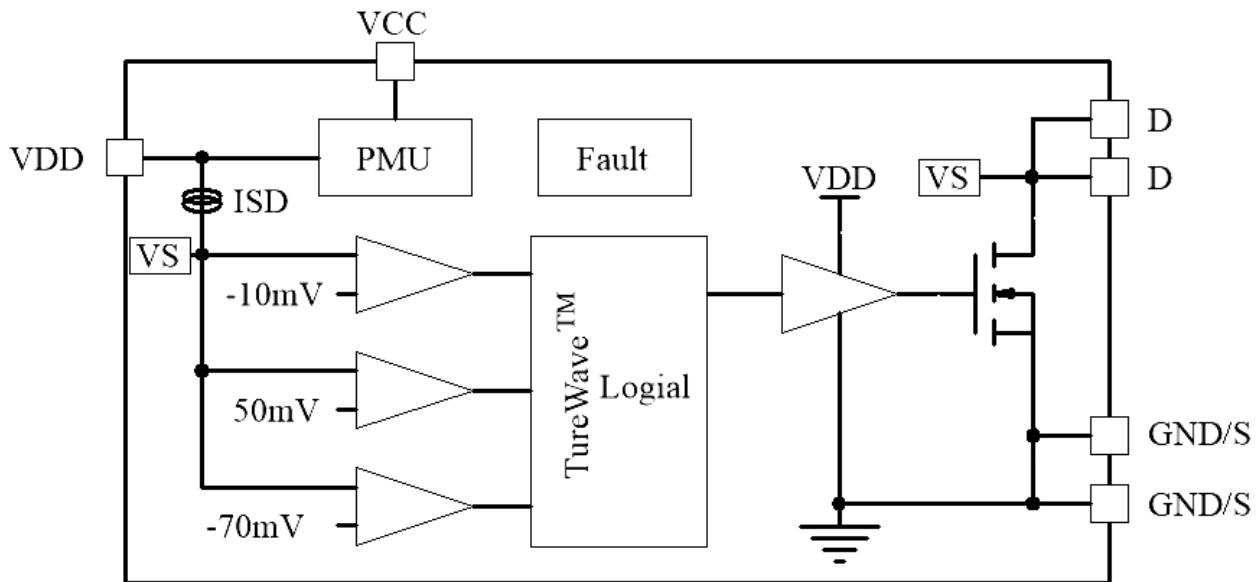 VCC
VDD
PMU
Fault
D
VS
D
VDD
ISD
VS
-10mV
50mV
-70mV
TureWave™
Logial
GND/S
GND/S